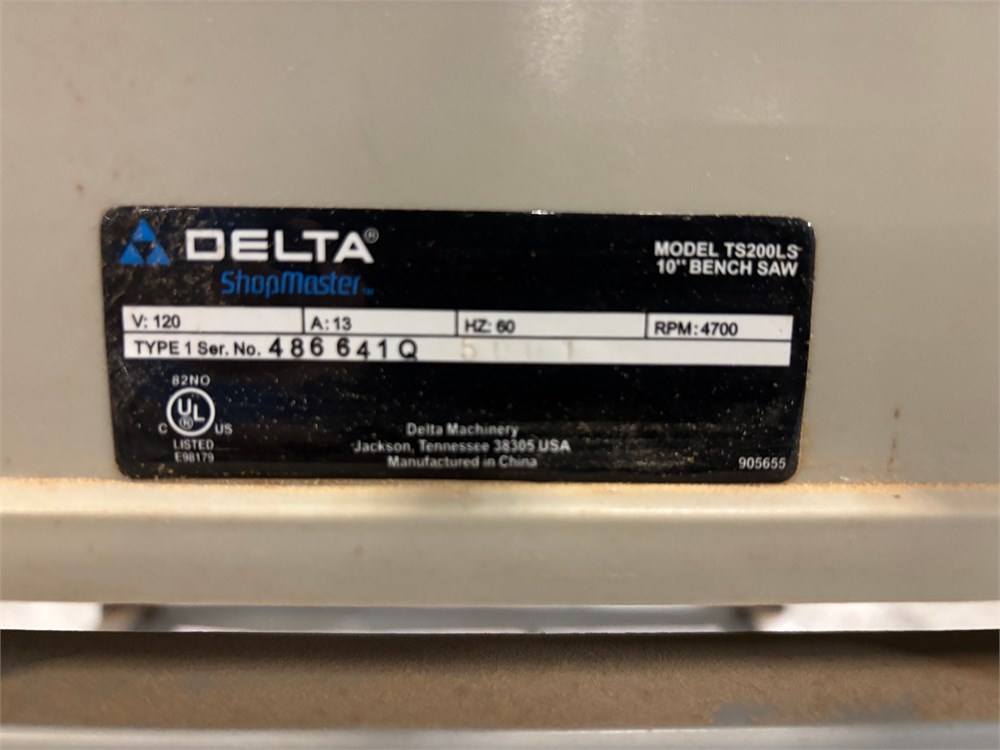 DELTA®
ShopMaster™
MODEL TS200LS
10" BENCH SAW
V: 120 A: 13 HZ: 60 RPM: 4700
TYPE 1 Ser. No. 486 641Q
82NO
C UL® US
LISTED
E98179
Delta Machinery
Jackson, Tennessee 38305 USA
Manufactured in China
905655